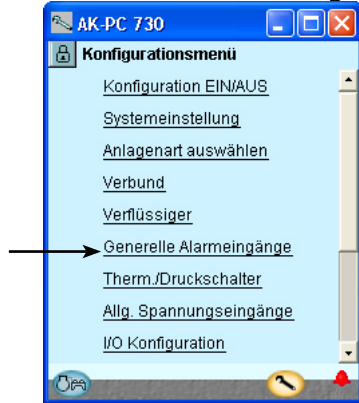 AK-PC 730
Konfigurationsmenü
Konfiguration EIN/AUS
Systemeinstellung
Anlagenart auswählen
Verbund
Verflüssiger
Generelle Alarmeingänge
Therm./Druckschalter
Allg. Spannungseingänge
I/O Konfiguration